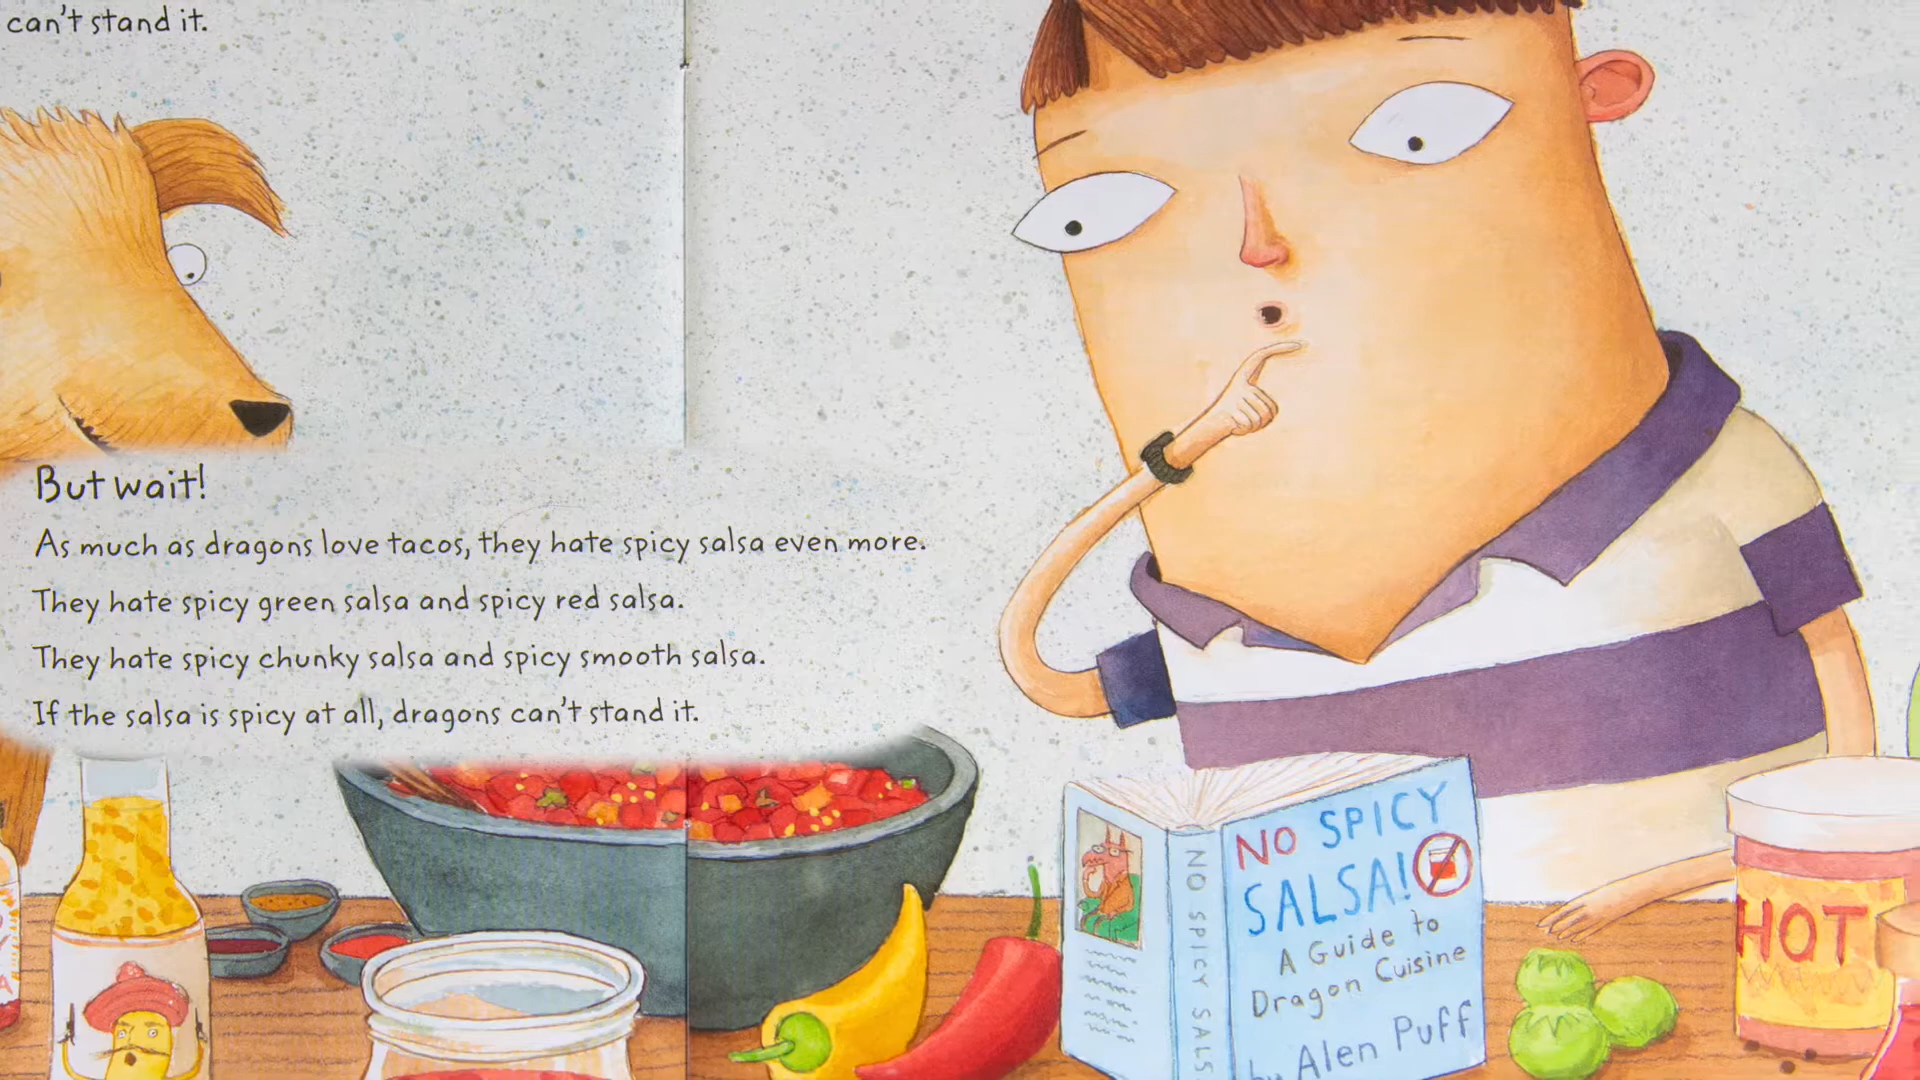 can't stand it.
But wait!
As much as dragons love tacos, they hate spicy salsa even more.
They hate spicy green salsa and spicy red salsa.
They hate spicy chunky salsa and spicy smooth salsa.
If the salsa is spicy at all, dragons can't stand it.
NO SPICY SALS
NO SPICY
SALSA!
A Guide to
Dragon Cuisine
by Alen Puff
HOT